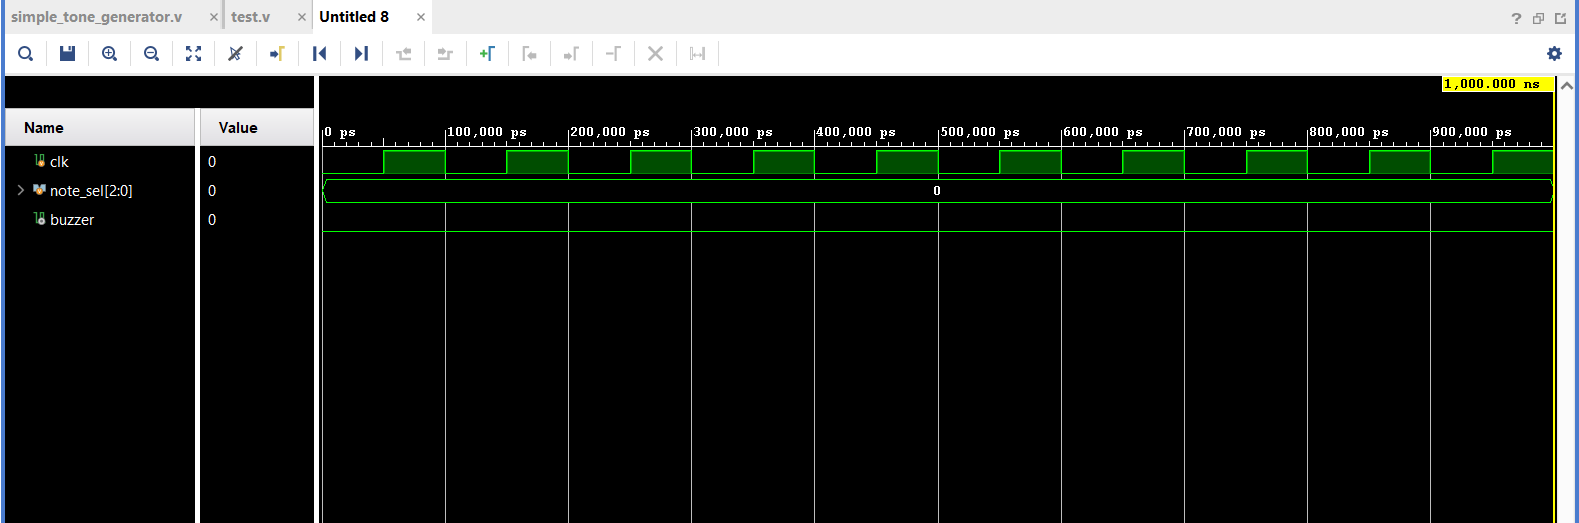 simple_tone_generator.v × test.v × Untitled 8 ×
?
1,000.000 ns
Name Value
0 ps 100,000 ps 200,000 ps 300,000 ps 400,000 ps 500,000 ps 600,000 ps 700,000 ps 800,000 ps 900,000 ps
clk 0
note_sel[2:0] 0 0
buzzer 0